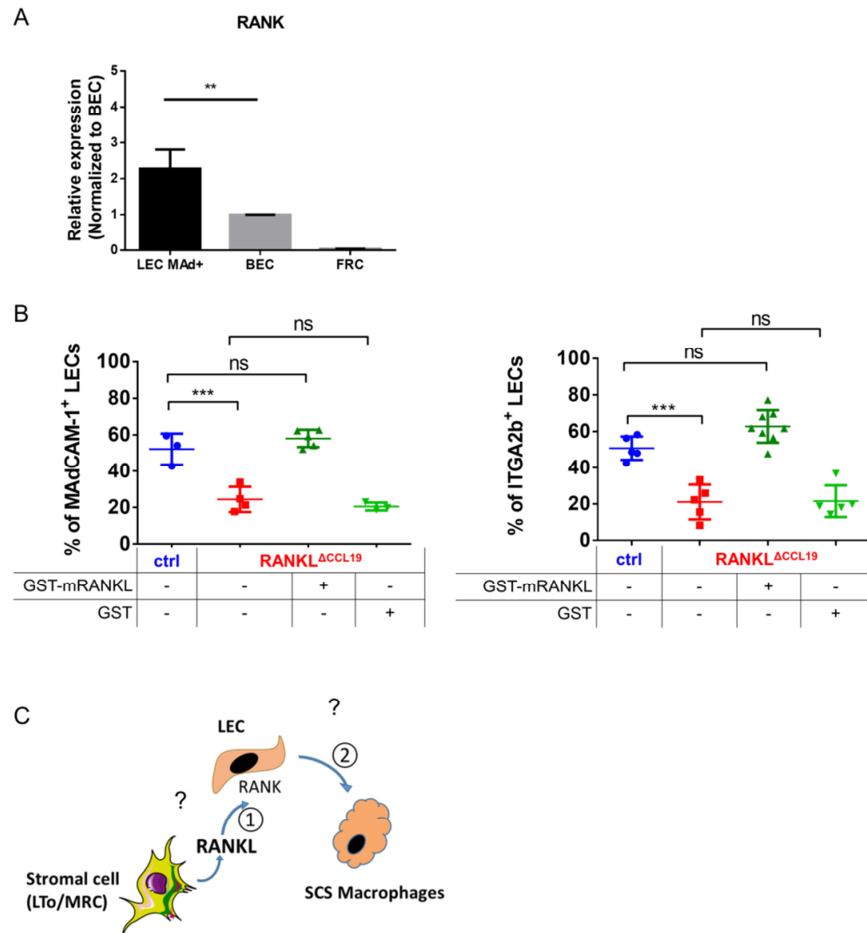 A
RANK
Relative expression
(Normalized to BEC)
5
4
3
2
1
0
**
LEC MAd+ BEC FRC
B
% of MAdCAM-1+ LECs
100
80
60
40
20
0
ns
ns
***
ctrl RANKLΔCCL19
GST-mRANKL - - + -
GST - - - +
% of ITGA2b+ LECs
100
80
60
40
20
0
ns
ns
***
ctrl RANKLΔCCL19
GST-mRANKL - - + -
GST - - - +
C
?
LEC
2
RANK
?
1
RANKL
Stromal cell
(LTo/MRC)
SCS Macrophages